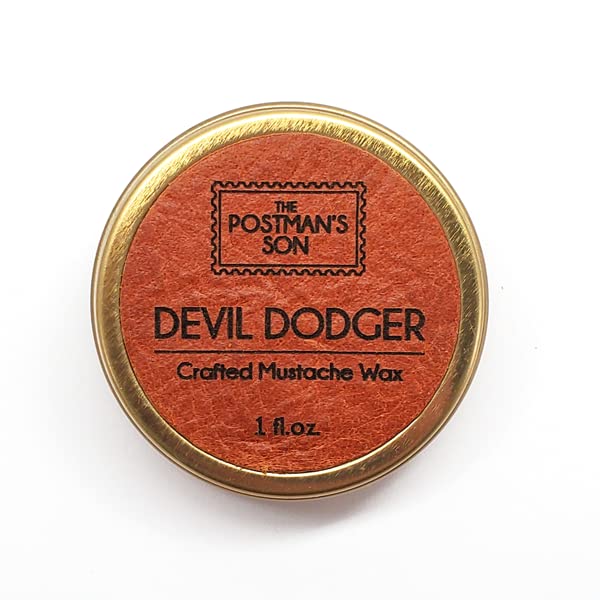 THE
POSTMAN'S
SON
DEVIL DODGER
Crafted Mustache Wax
1 fl.oz.